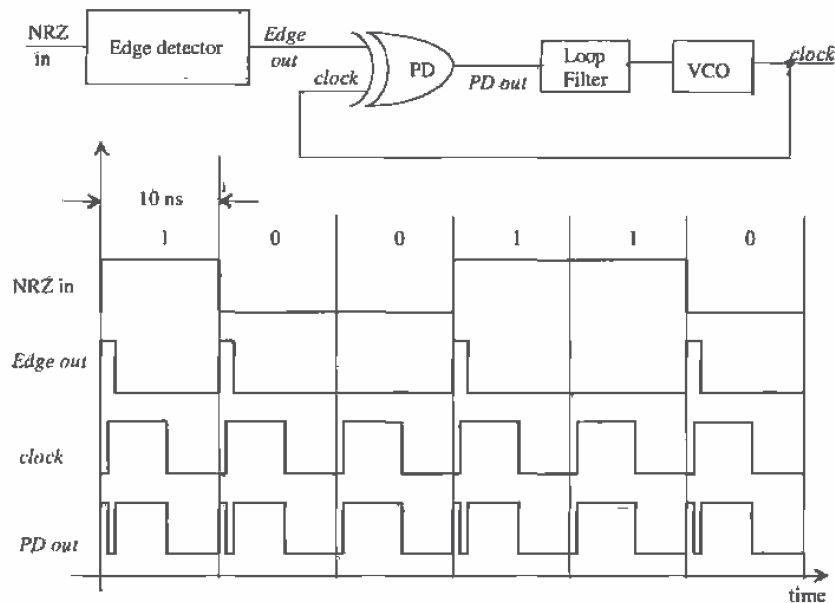 NRZ in
Edge detector
Edge out
clock
PD
PD out
Loop Filter
VCO
clock
10 ns
1 0 0 1 1 0
NRZ in
Edge out
clock
PD out
time